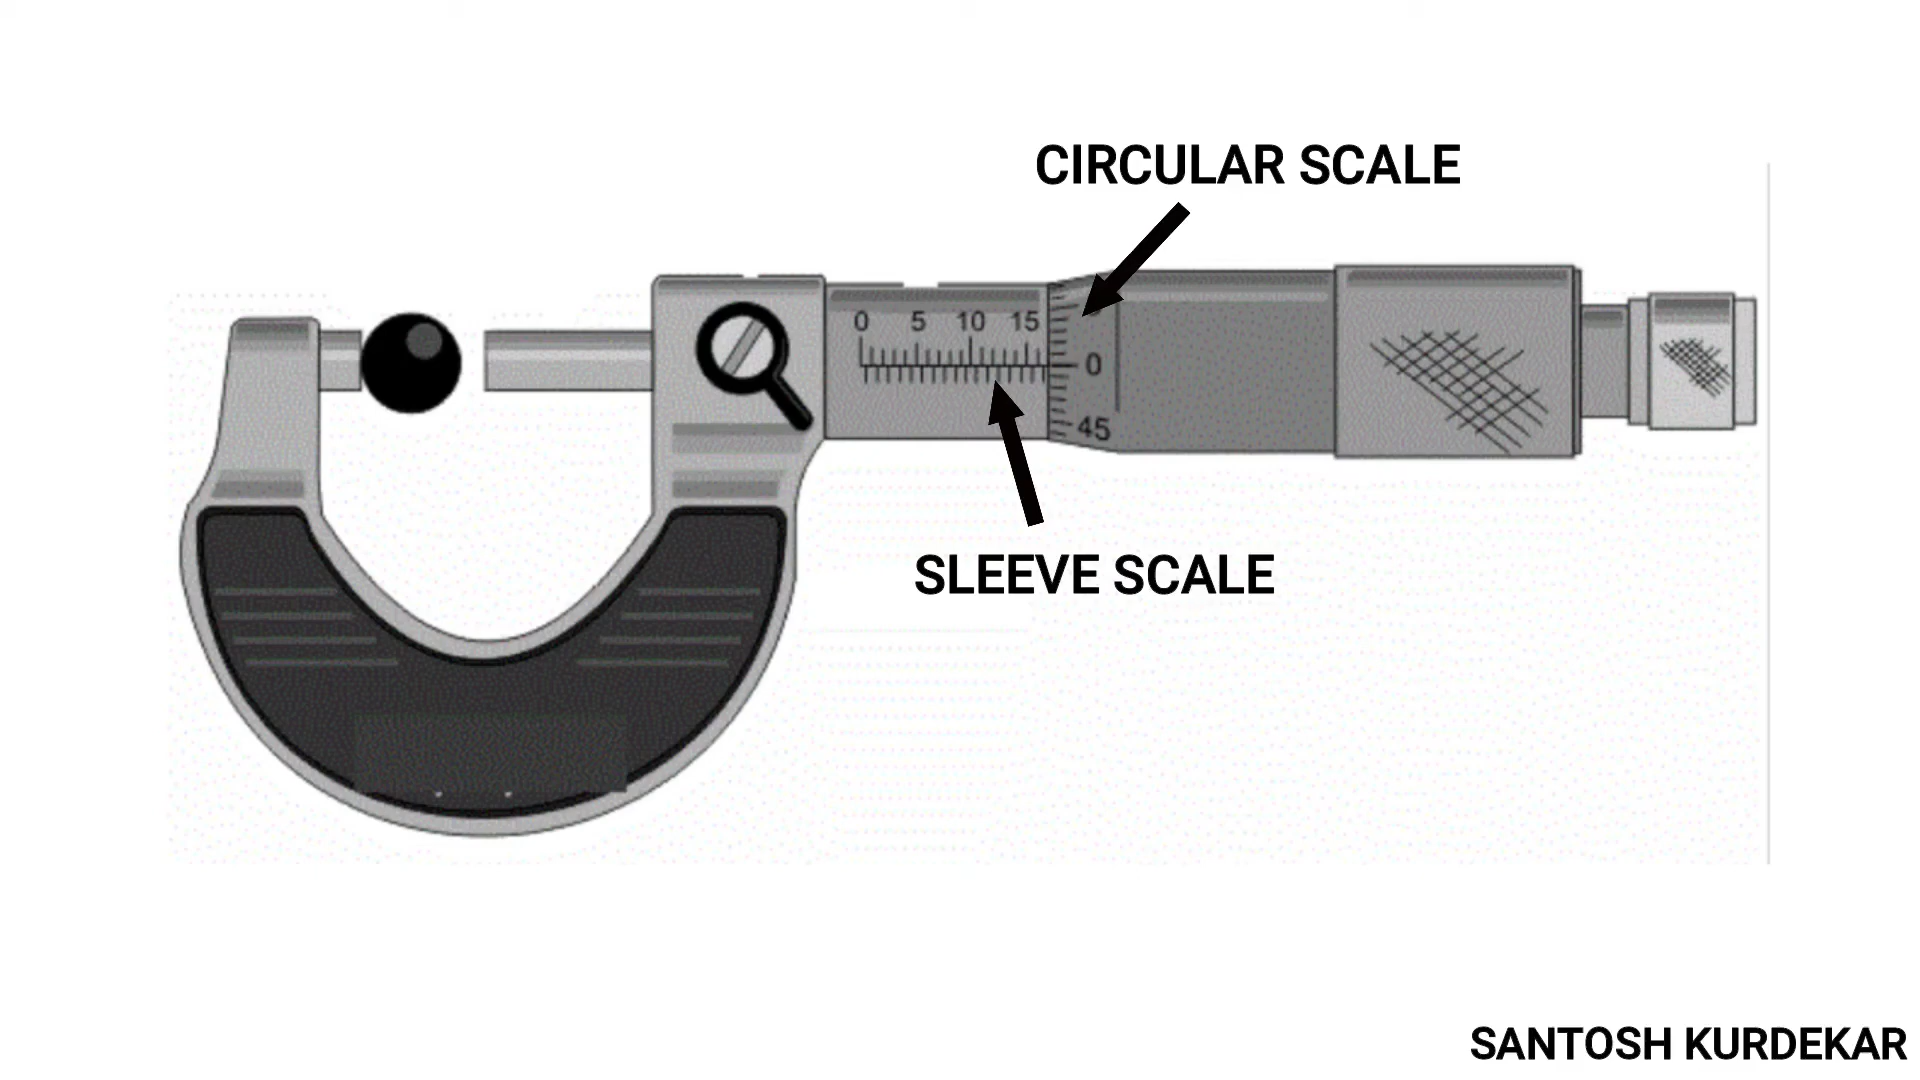 CIRCULAR SCALE
0 5 10 15
0
45
SLEEVE SCALE
SANTOSH KURDEKAR